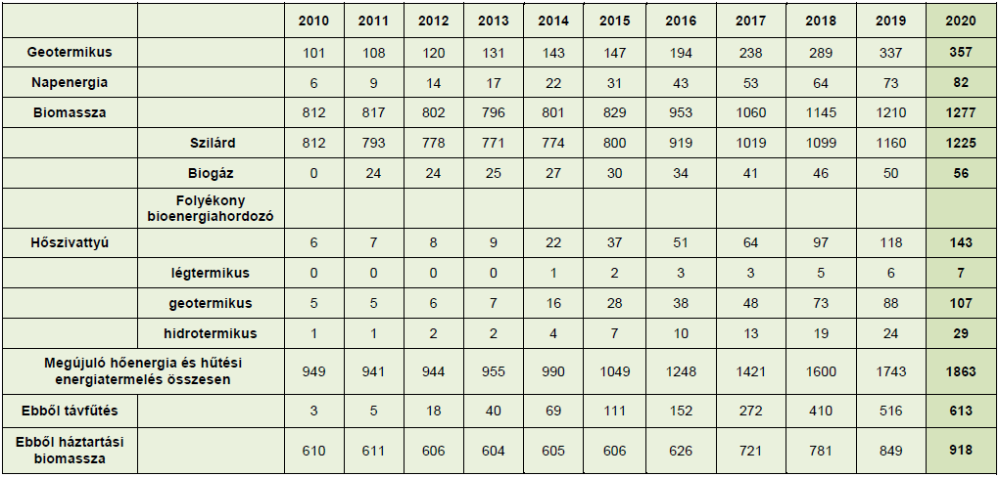 2010 2011 2012 2013 2014 2015 2016 2017 2018 2019 2020
Geotermikus 101 108 120 131 143 147 194 238 289 337 357
Napenergia 6 9 14 17 22 31 43 53 64 73 82
Biomassza 812 817 802 796 801 829 953 1060 1145 1210 1277
Szilárd 812 793 778 771 774 800 919 1019 1099 1160 1225
Biogáz 0 24 24 25 27 30 34 41 46 50 56
Folyékony
bioenergiahordozó
Hőszivattyú 6 7 8 9 22 37 51 64 97 118 143
légtermikus 0 0 0 0 1 2 3 3 5 6 7
geotermikus 5 5 6 7 16 28 38 48 73 88 107
hidrotermikus 1 1 2 2 4 7 10 13 19 24 29
Megújuló hőenergia és hűtési
energiatermelés összesen 949 941 944 955 990 1049 1248 1421 1600 1743 1863
Ebből távfűtés 3 5 18 40 69 111 152 272 410 516 613
Ebből háztartási
biomassza 610 611 606 604 605 606 626 721 781 849 918